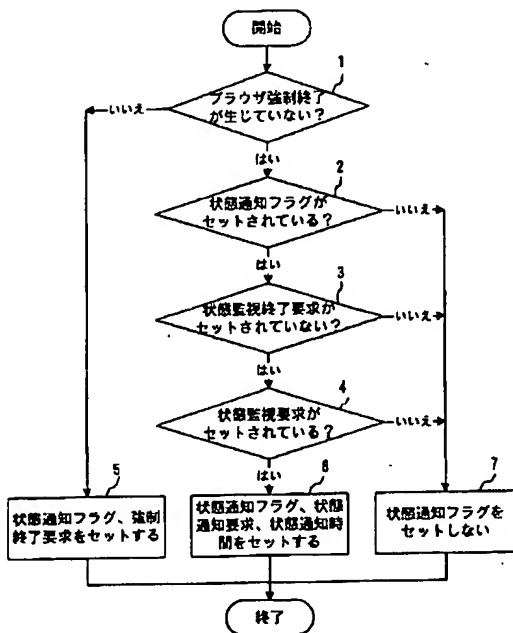 開始
1
ブラウザ強制終了
が生じていない？
いいえ
はい
2
状態通知フラグが
セットされている？
いいえ
はい
3
状態監視終了要求が
セットされていない？
いいえ
はい
4
状態監視要求が
セットされている？
いいえ
はい
5
状態通知フラグ、強制
終了要求をセットする
6
状態通知フラグ、状態
通知要求、状態通知時
間をセットする
7
状態通知フラグを
セットしない
終了